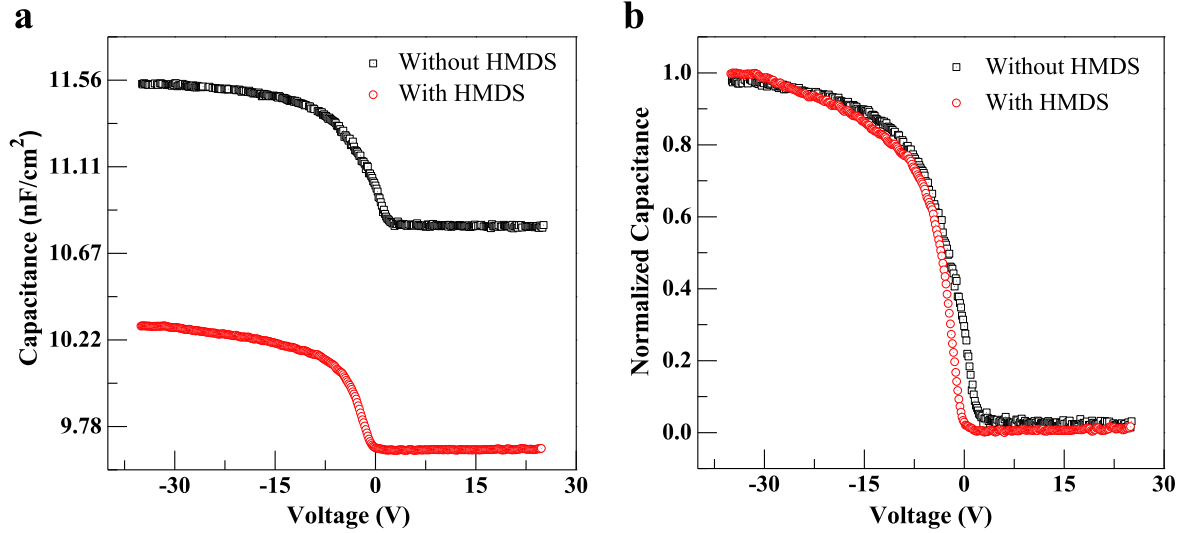 a
Capacitance (nF/cm²)
11.56
11.11
10.67
10.22
9.78
Without HMDS
With HMDS
-30
-15
0
15
30
Voltage (V)
b
Normalized Capacitance
1.0
0.8
0.6
0.4
0.2
0.0
Without HMDS
With HMDS
-30
-15
0
15
30
Voltage (V)